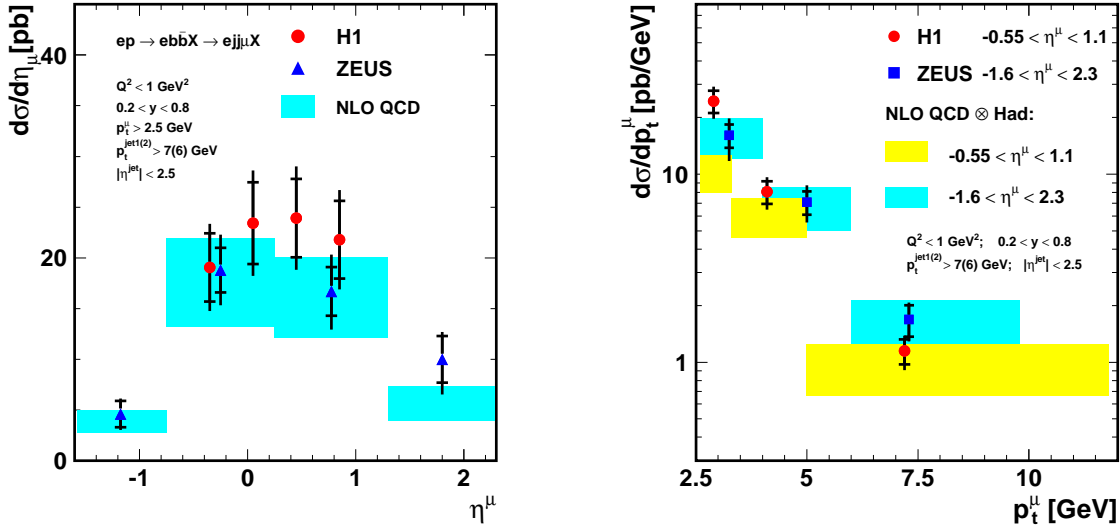 dσ/dη_μ [pb]
40
20
0
ep → ebb̄X → ejjμX
Q² < 1 GeV²
0.2 < y < 0.8
p_t^μ > 2.5 GeV
p_t^jet1(2) > 7(6) GeV
|η^jet| < 2.5
H1
ZEUS
NLO QCD
-1 0 1 2
η^μ
dσ/dp_t^μ [pb/GeV]
10
1
H1 -0.55 < η^μ < 1.1
ZEUS -1.6 < η^μ < 2.3
NLO QCD ⊗ Had:
-0.55 < η^μ < 1.1
-1.6 < η^μ < 2.3
Q² < 1 GeV²; 0.2 < y < 0.8
p_t^jet1(2) > 7(6) GeV; |η^jet| < 2.5
2.5 5 7.5 10
p_t^μ [GeV]